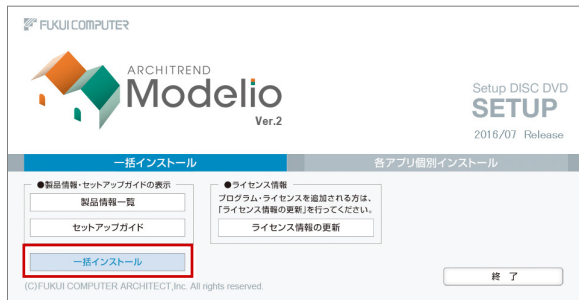 FUKUI COMPUTER
ARCHITREND
Modelio
Ver.2
Setup DISC DVD
SETUP
2016/07 Release
一括インストール
各アプリ個別インストール
●製品情報・セットアップガイドの表示
製品情報一覧
セットアップガイド
●ライセンス情報
プログラム・ライセンスを追加される方は、
「ライセンス情報の更新」を行ってください。
ライセンス情報の更新
一括インストール
終 了
(C)FUKUI COMPUTER ARCHITECT,Inc. All rights reserved.